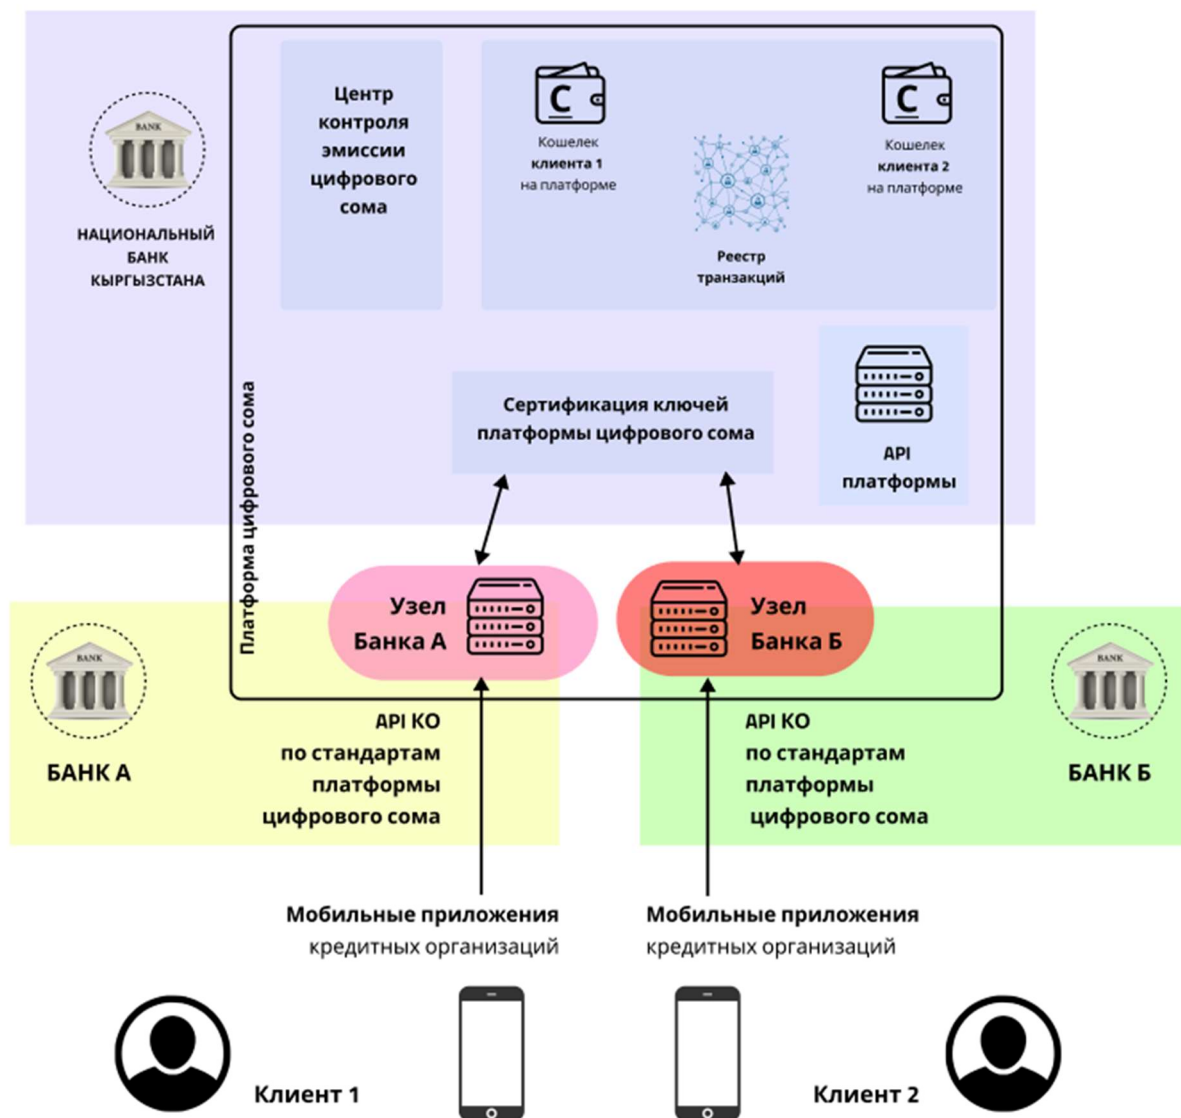 BANK
НАЦИОНАЛЬНЫЙ
БАНК
КЫРГЫЗСТАНА
Платформа цифрового сома
Центр
контроля
эмиссии
цифрового
сома
C
Кошелек
клиента 1
на платформе
Реестр
транзакций
C
Кошелек
клиента 2
на платформе
Сертификация ключей
платформы цифрового сома
API
платформы
Узел
Банка А
Узел
Банка Б
BANK
БАНК А
API КО
по стандартам
платформы
цифрового сома
API КО
по стандартам
платформы
цифрового сома
BANK
БАНК Б
Мобильные приложения
кредитных организаций
Мобильные приложения
кредитных организаций
Клиент 1
Клиент 2